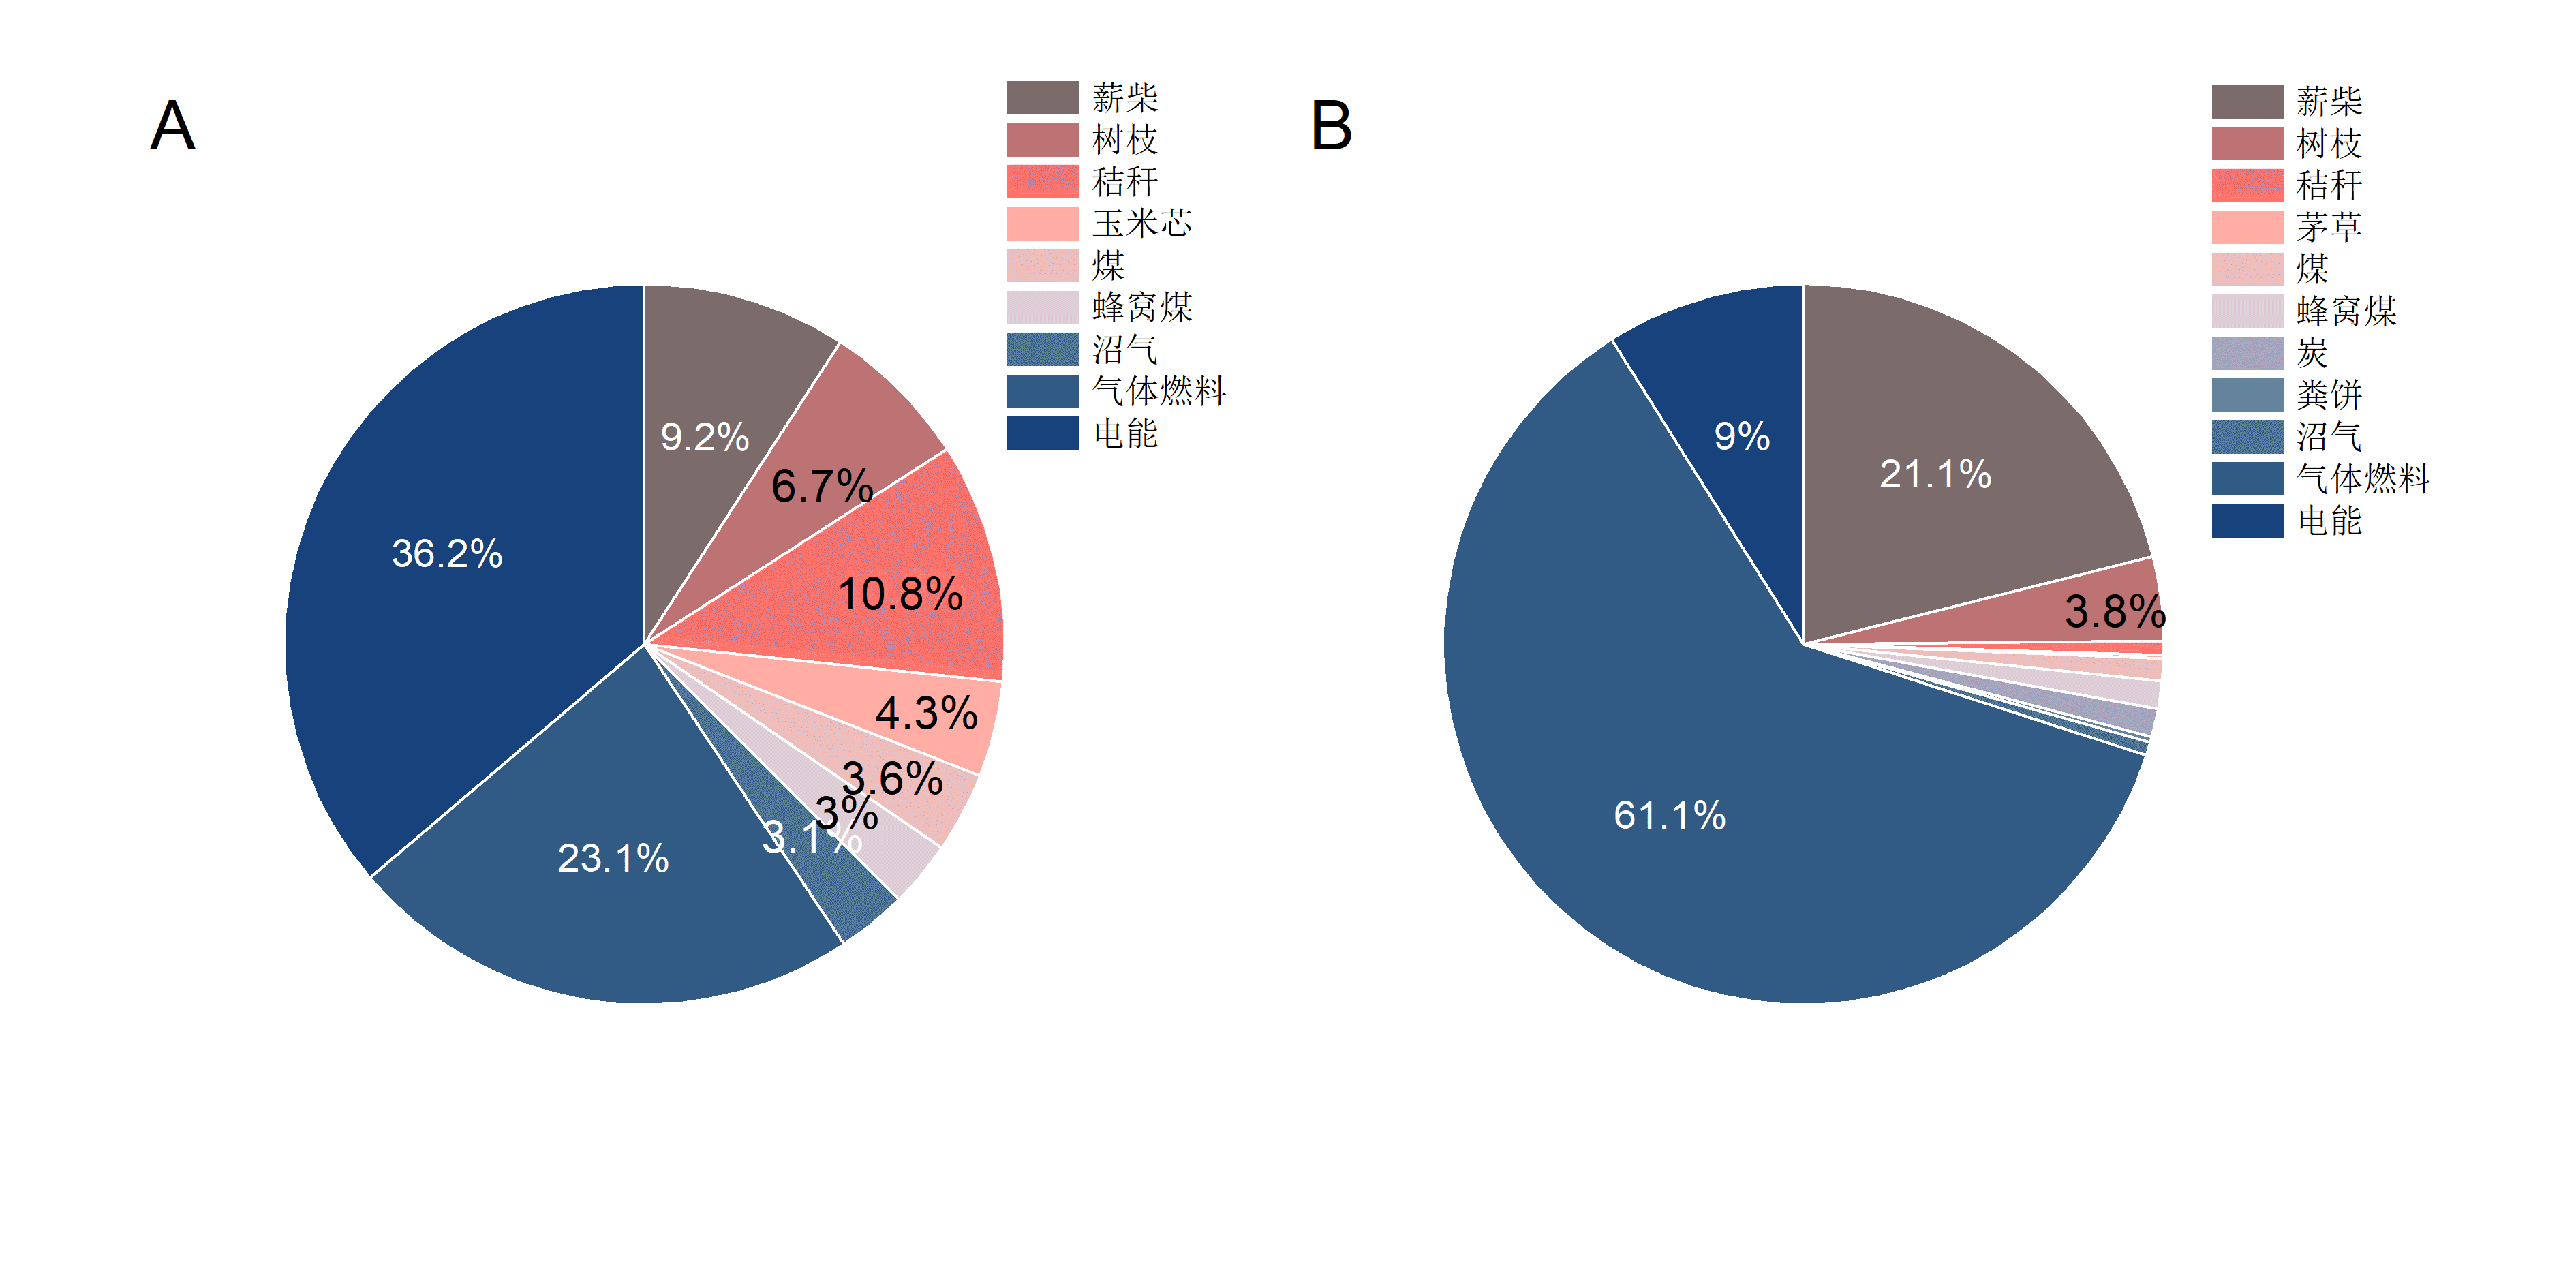 A
薪柴
树枝
秸秆
玉米芯
煤
蜂窝煤
沼气
气体燃料
电能
9.2%
6.7%
10.8%
4.3%
3.6%
3%
3.1%
23.1%
36.2%
B
薪柴
树枝
秸秆
茅草
煤
蜂窝煤
炭
粪饼
沼气
气体燃料
电能
9%
21.1%
3.8%
61.1%